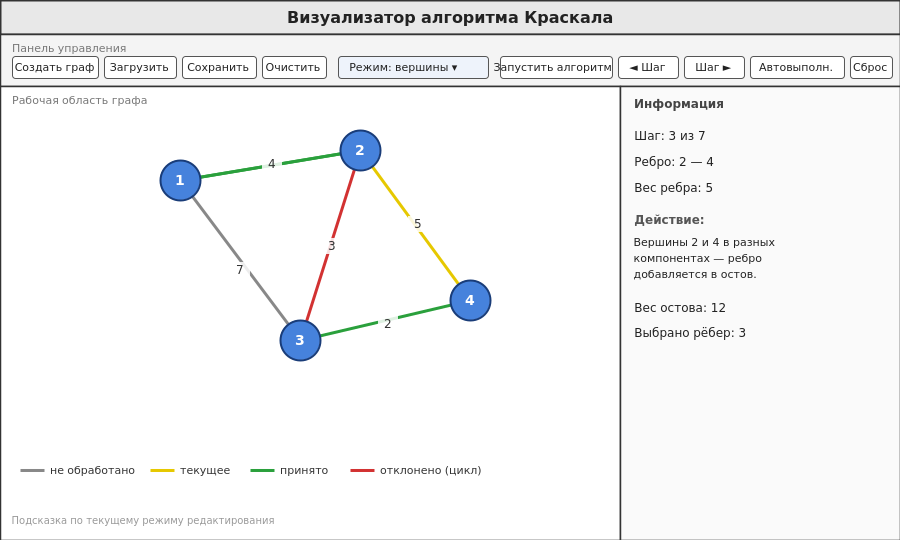 Визуализатор алгоритма Краскала
Панель управления
Создать граф Загрузить Сохранить Очистить Режим: вершины ▾ Запустить алгоритм ◄ Шаг Шаг ► Автовыполн. Сброс
Рабочая область графа
Информация
Шаг: 3 из 7
Ребро: 2 — 4
Вес ребра: 5
Действие:
Вершины 2 и 4 в разных
компонентах — ребро
добавляется в остов.
Вес остова: 12
Выбрано рёбер: 3
2
4
1
5
3
7
4
2
3
не обработано текущее принято отклонено (цикл)
Подсказка по текущему режиму редактирования